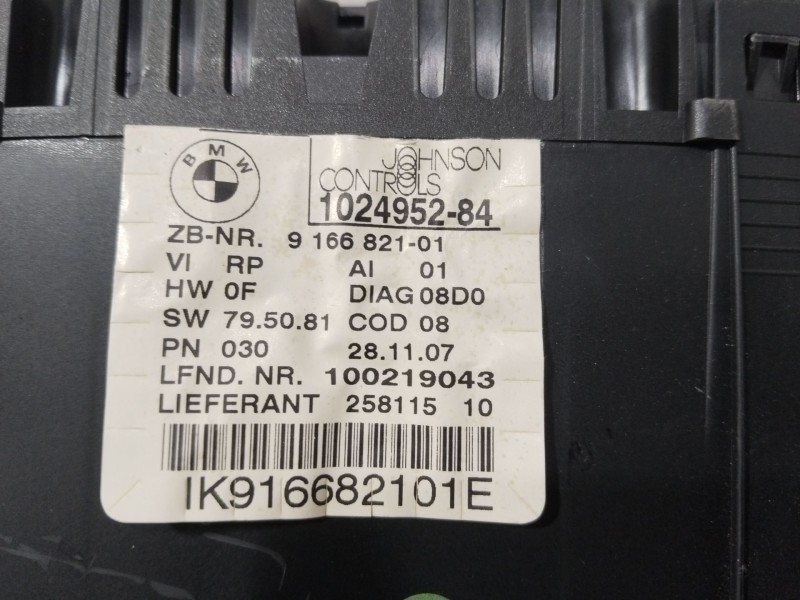 BMW
JOHNSON
CONTROLS
1024952-84
ZB-NR. 9 166 821-01
VI RP AI 01
HW 0F DIAG 08D0
SW 79.50.81 COD 08
PN 030 28.11.07
LFND. NR. 100219043
LIEFERANT 258115 10
IK916682101E